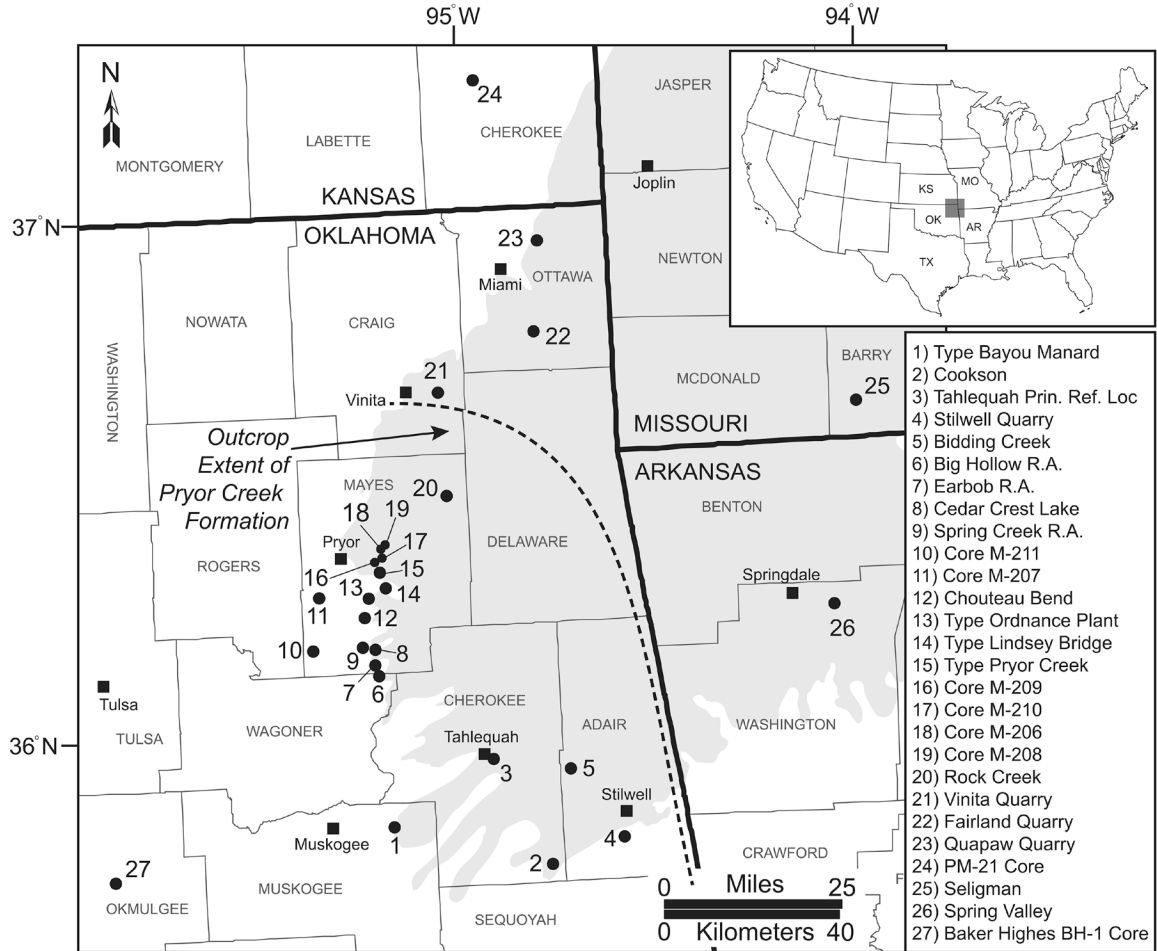 95°W
94°W
N
24
JASPER
CHEROKEE
LABETTE
MONTGOMERY
Joplin
KANSAS
37°N
OKLAHOMA
23
Miami
OTTAWA
NEWTON
NOWATA
CRAIG
22
WASHINGTON
21
Vinita
MCDONALD
BARRY
25
MISSOURI
Outcrop
Extent of
Pryor Creek
Formation
ARKANSAS
MAYES
20
BENTON
18
19
Pryor
17
DELAWARE
ROGERS
16
15
13
14
Springdale
11
12
26
10
9
8
7
6
CHEROKEE
Tulsa
TULSA
WAGONER
ADAIR
WASHINGTON
36°N
Tahlequah
3
5
Stilwell
4
Muskogee
1
2
CRAWFORD
27
OKMULGEE
MUSKOGEE
SEQUOYAH
F
0 Miles 25
0 Kilometers 40
KS
MO
OK
AR
TX
1) Type Bayou Manard
2) Cookson
3) Tahlequah Prin. Ref. Loc
4) Stilwell Quarry
5) Bidding Creek
6) Big Hollow R.A.
7) Earbob R.A.
8) Cedar Crest Lake
9) Spring Creek R.A.
10) Core M-211
11) Core M-207
12) Chouteau Bend
13) Type Ordnance Plant
14) Type Lindsey Bridge
15) Type Pryor Creek
16) Core M-209
17) Core M-210
18) Core M-206
19) Core M-208
20) Rock Creek
21) Vinita Quarry
22) Fairland Quarry
23) Quapaw Quarry
24) PM-21 Core
25) Seligman
26) Spring Valley
27) Baker Highes BH-1 Core